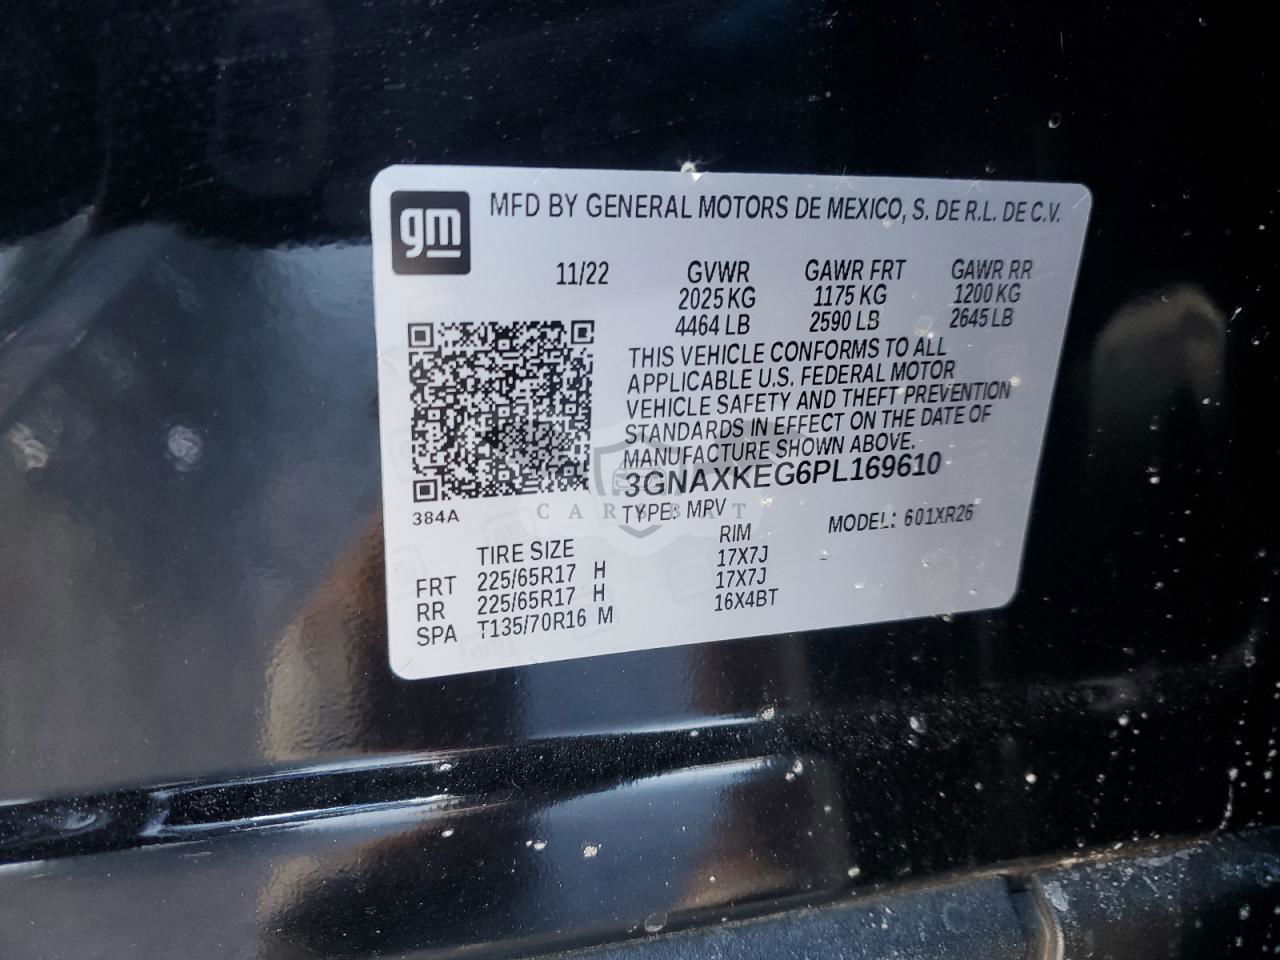 gm
MFD BY GENERAL MOTORS DE MEXICO, S. DE R.L. DE C.V.
11/22 GVWR GAWR FRT GAWR RR
2025 KG 1175 KG 1200 KG
4464 LB 2590 LB 2645 LB
THIS VEHICLE CONFORMS TO ALL
APPLICABLE U.S. FEDERAL MOTOR
VEHICLE SAFETY AND THEFT PREVENTION
STANDARDS IN EFFECT ON THE DATE OF
MANUFACTURE SHOWN ABOVE.
3GNAXKEG6PL169610
384A
TYPE: MPV MODEL: 601XR26
TIRE SIZE RIM
FRT 225/65R17 H 17X7J
RR 225/65R17 H 17X7J
SPA T135/70R16 M 16X4BT